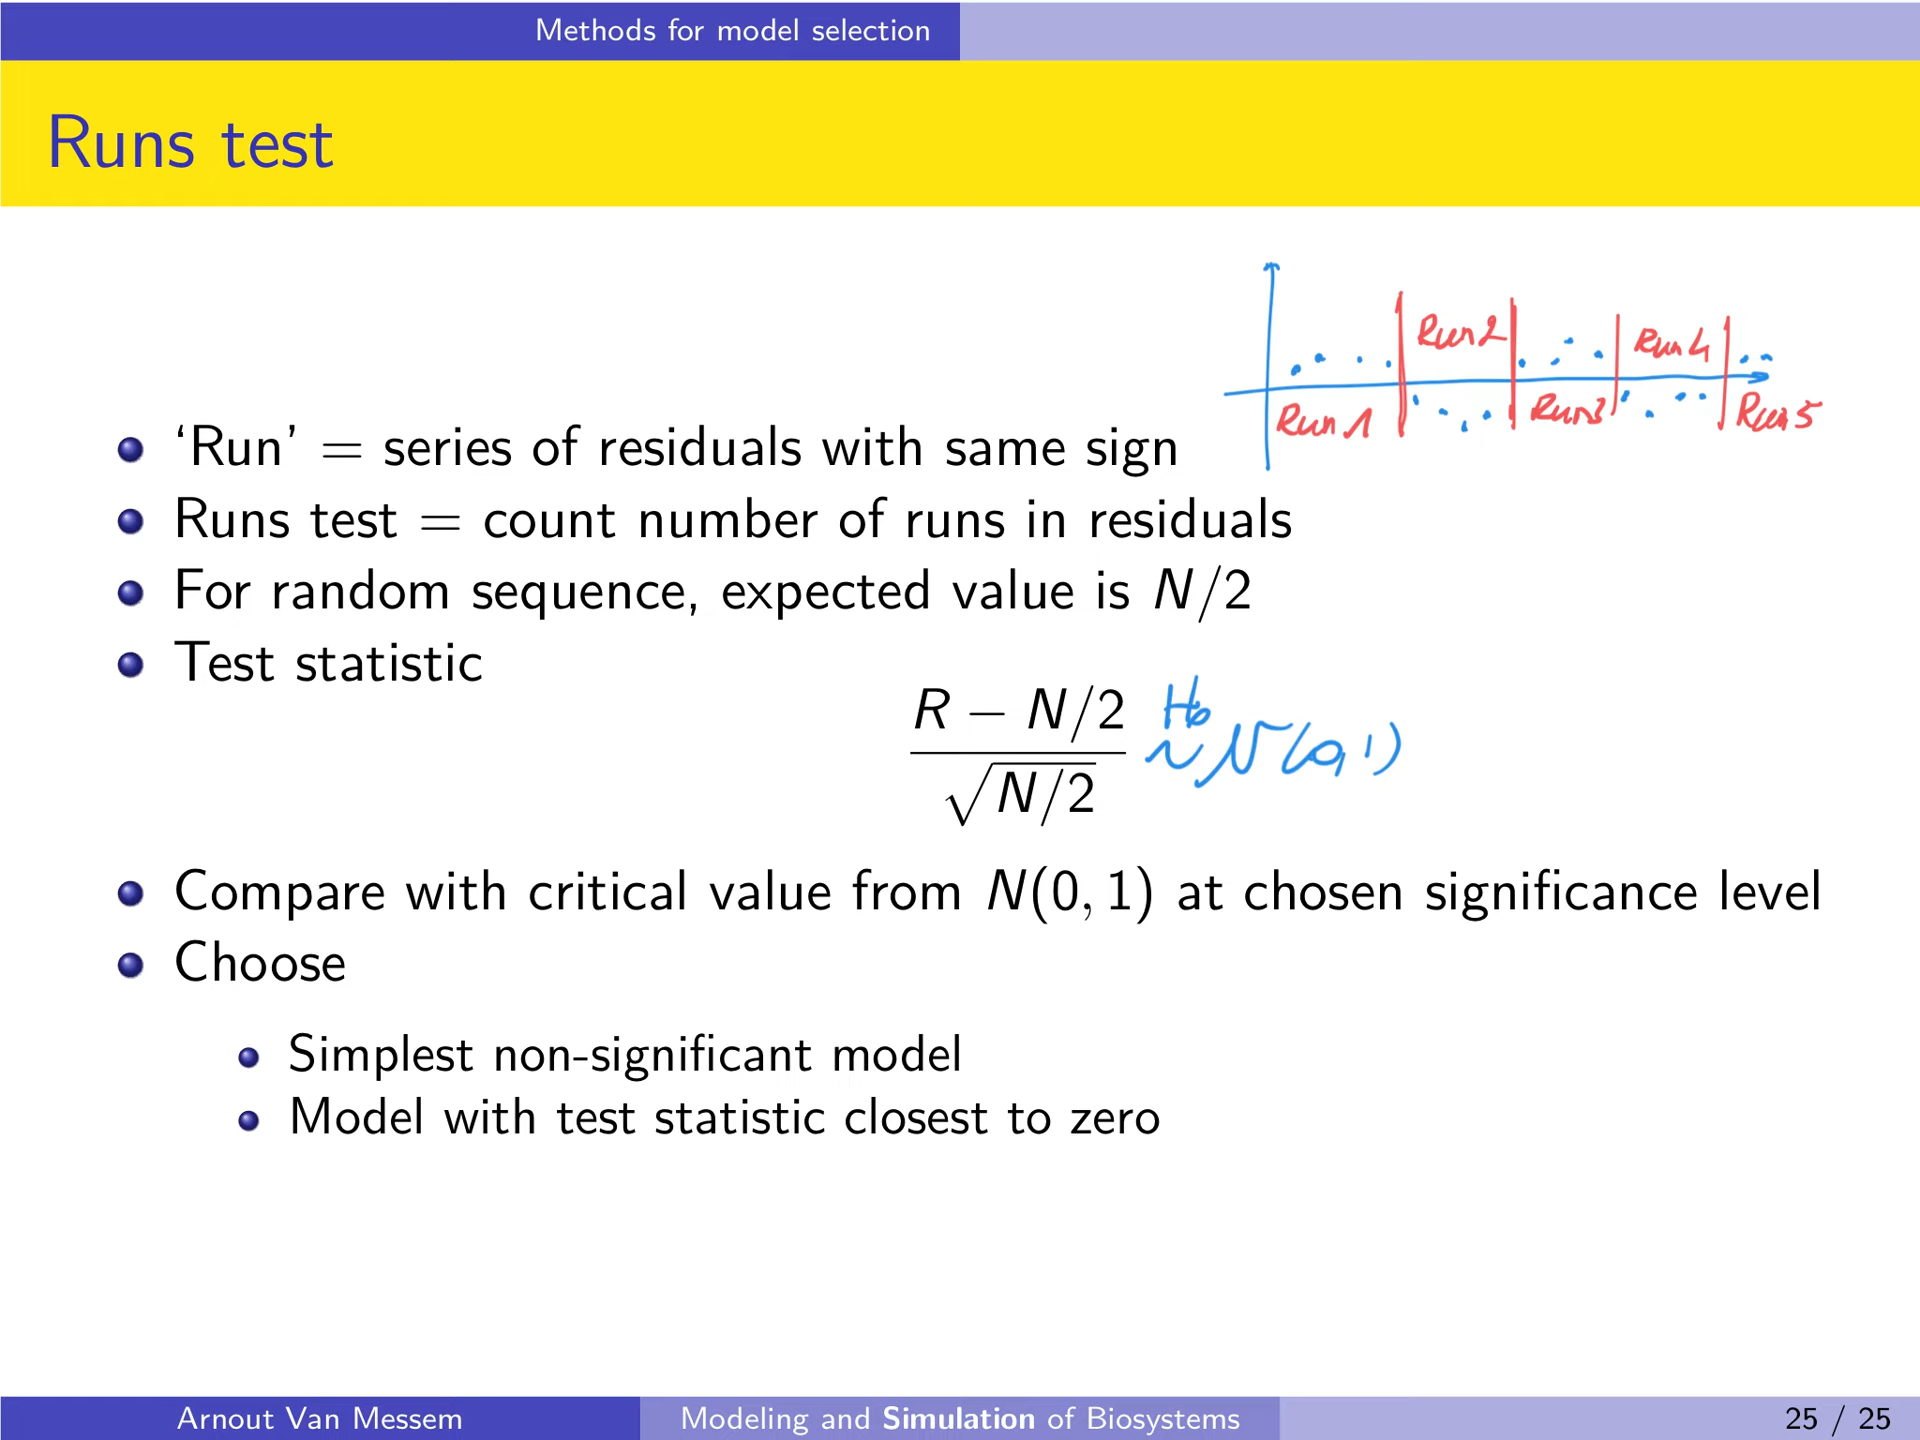 Methods for model selection
Runs test
Run 1
Run 2
Run 3
Run 4
Run 5
‘Run’ = series of residuals with same sign
Runs test = count number of runs in residuals
For random sequence, expected value is N/2
Test statistic
R − N/2
√N/2
H₀
~ N(0,1)
Compare with critical value from N(0, 1) at chosen significance level
Choose
Simplest non-significant model
Model with test statistic closest to zero
Arnout Van Messem
Modeling and Simulation of Biosystems
25 / 25